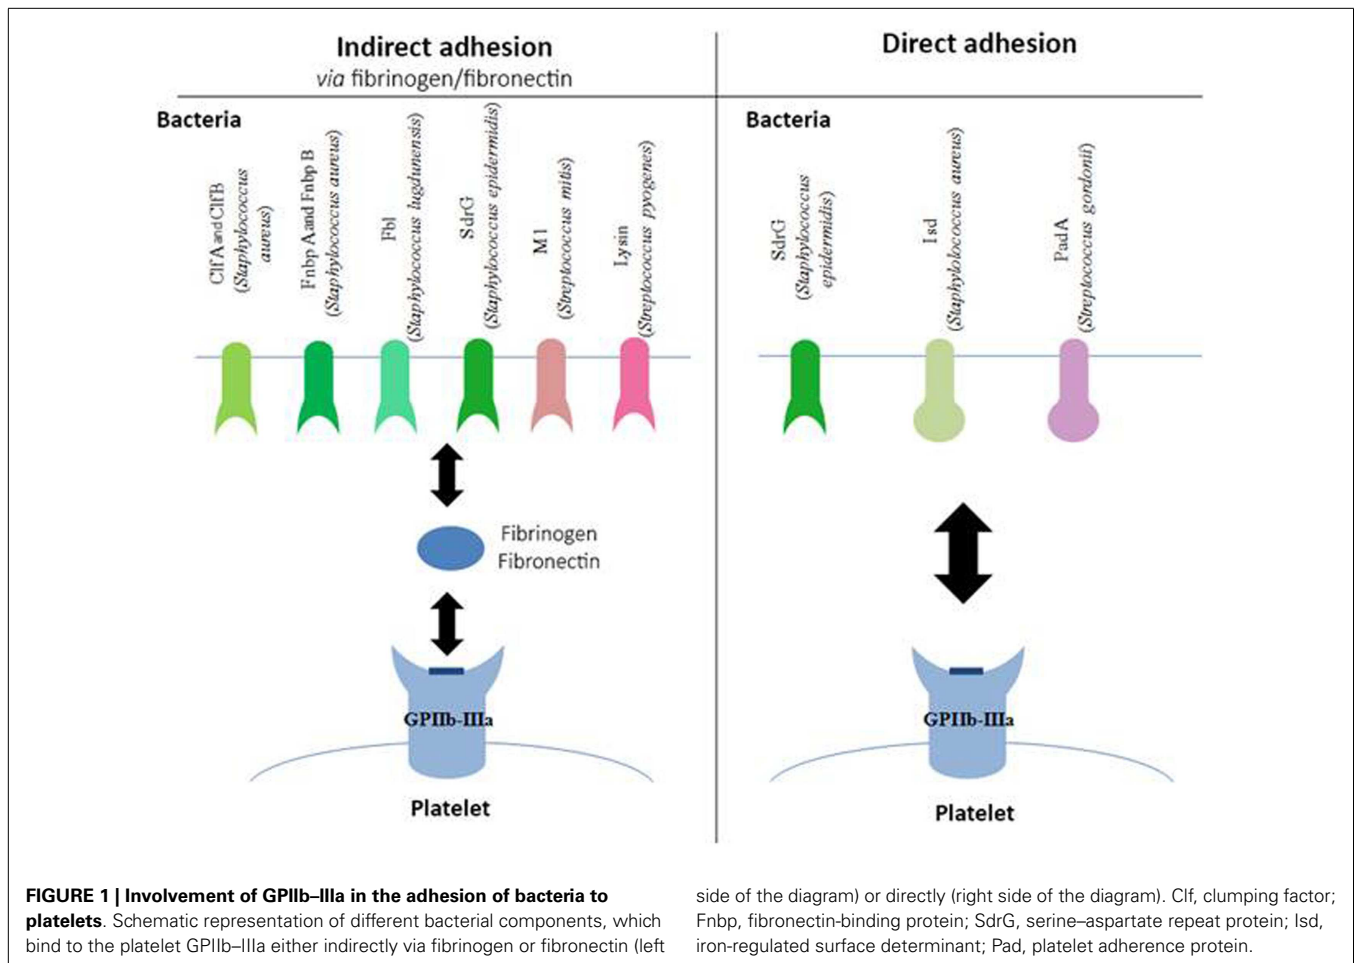 Indirect adhesion
via fibrinogen/fibronectin
Bacteria
ClfA and ClfB
(Staphylococcus
aureus)
Fnbp Aand Fnbp B
(Staphylococcus aureus)
Fbl
(Staphylococcus lugdunensis)
SdrG
(Staphylococcus epidermidis)
M1
(Streptococcus mitis)
Lysin
(Streptococcus pyogenes)
Fibrinogen
Fibronectin
GPIIb-IIIa
Platelet
Direct adhesion
Bacteria
SdrG
(Staphylococcus
epidermidis)
Isd
(Staphylolococcus aureus)
PadA
(Streptococcus gordonii)
GPIIb-IIIa
Platelet
FIGURE 1 | Involvement of GPIIb–IIIa in the adhesion of bacteria to
platelets. Schematic representation of different bacterial components, which
bind to the platelet GPIIb–IIIa either indirectly via fibrinogen or fibronectin (left
side of the diagram) or directly (right side of the diagram). Clf, clumping factor;
Fnbp, fibronectin-binding protein; SdrG, serine–aspartate repeat protein; Isd,
iron-regulated surface determinant; Pad, platelet adherence protein.